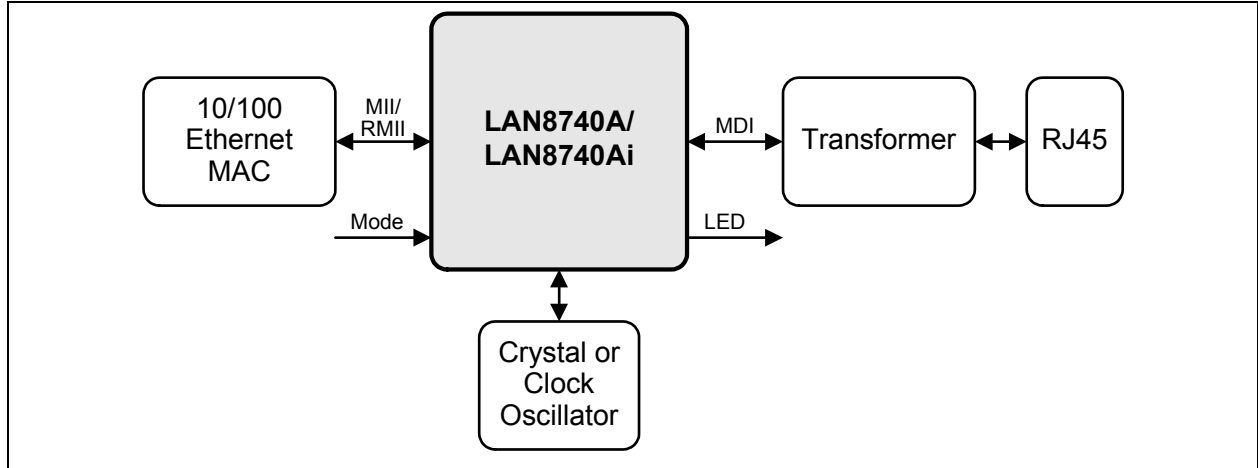 10/100
Ethernet
MAC
MII/
RMII
LAN8740A/
LAN8740Ai
MDI
Transformer
RJ45
Mode
LED
Crystal or
Clock
Oscillator